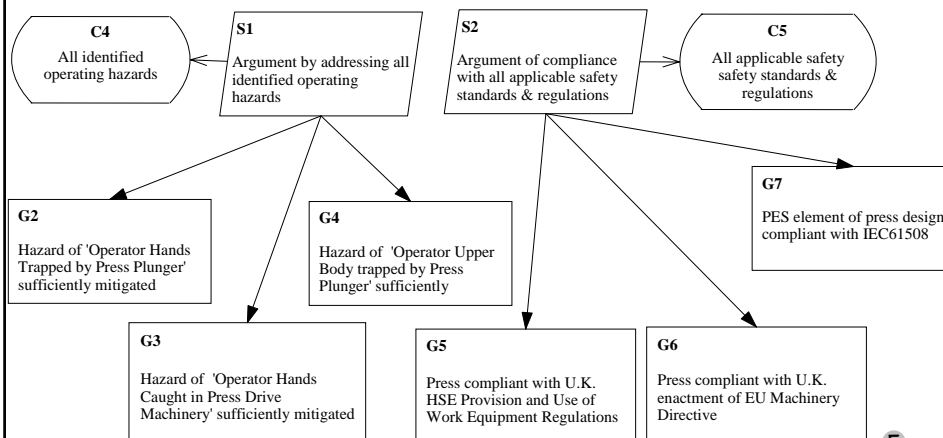 C4
All identified
operating hazards
S1
Argument by addressing all
identified operating
hazards
S2
Argument of compliance
with all applicable safety
standards & regulations
C5
All applicable safety
safety standards &
regulations
G2
Hazard of 'Operator Hands
Trapped by Press Plunger'
sufficiently mitigated
G4
Hazard of 'Operator Upper
Body trapped by Press
Plunger' sufficiently
G7
PES element of press design
compliant with IEC61508
G3
Hazard of 'Operator Hands
Caught in Press Drive
Machinery' sufficiently mitigated
G5
Press compliant with U.K.
HSE Provision and Use of
Work Equipment Regulations
G6
Press compliant with U.K.
enactment of EU Machinery
Directive